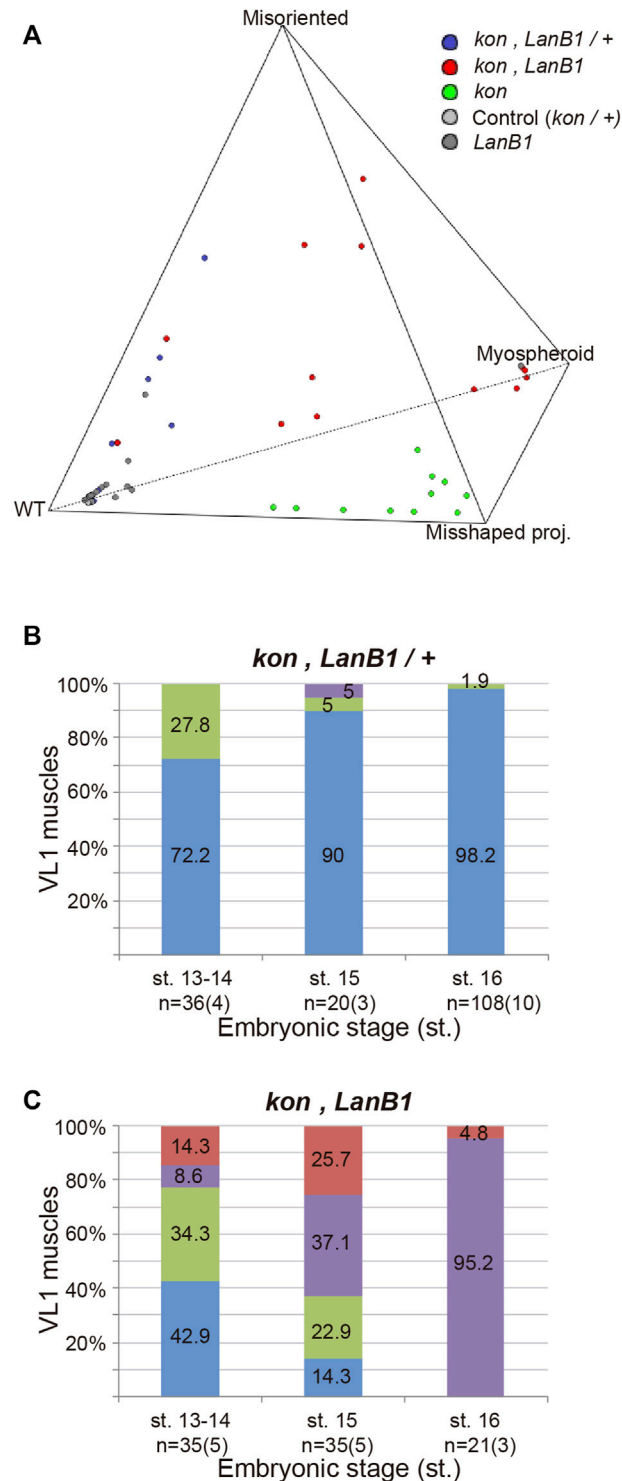 A
Misoriented
kon , LanB1 / +
kon , LanB1
kon
Control (kon / +)
LanB1
Myospheroid
WT
Misshaped proj.
B
kon , LanB1 / +
VL1 muscles
100%
80%
60%
40%
20%
27.8
72.2
5
5
90
1.9
98.2
st. 13-14
n=36(4)
st. 15
n=20(3)
st. 16
n=108(10)
Embryonic stage (st.)
C
kon , LanB1
VL1 muscles
100%
80%
60%
40%
20%
14.3
8.6
34.3
42.9
25.7
37.1
22.9
14.3
4.8
95.2
st. 13-14
n=35(5)
st. 15
n=35(5)
st. 16
n=21(3)
Embryonic stage (st.)